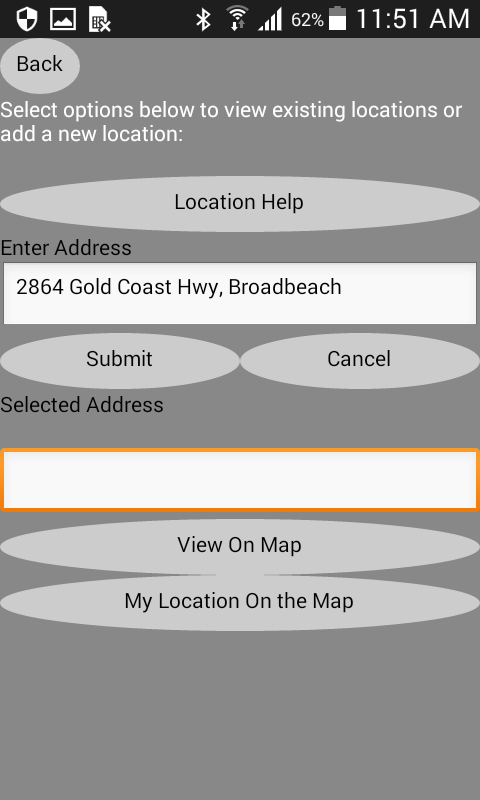 62% 11:51 AM
Back
Select options below to view existing locations or
add a new location:
Location Help
Enter Address
2864 Gold Coast Hwy, Broadbeach
Submit Cancel
Selected Address
View On Map
My Location On the Map